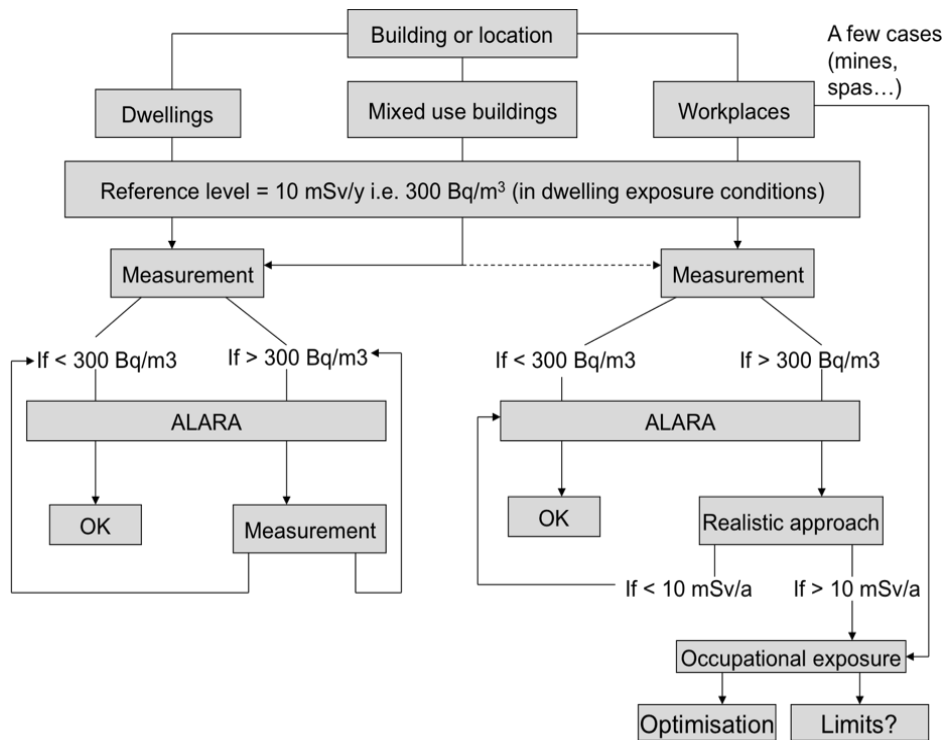 Building or location
A few cases
(mines,
spas…)
Dwellings
Mixed use buildings
Workplaces
Reference level = 10 mSv/y i.e. 300 Bq/m³ (in dwelling exposure conditions)
Measurement
Measurement
If < 300 Bq/m3
If > 300 Bq/m3
If < 300 Bq/m3
If > 300 Bq/m3
ALARA
ALARA
OK
Measurement
OK
Realistic approach
If < 10 mSv/a
If > 10 mSv/a
Occupational exposure
Optimisation
Limits?